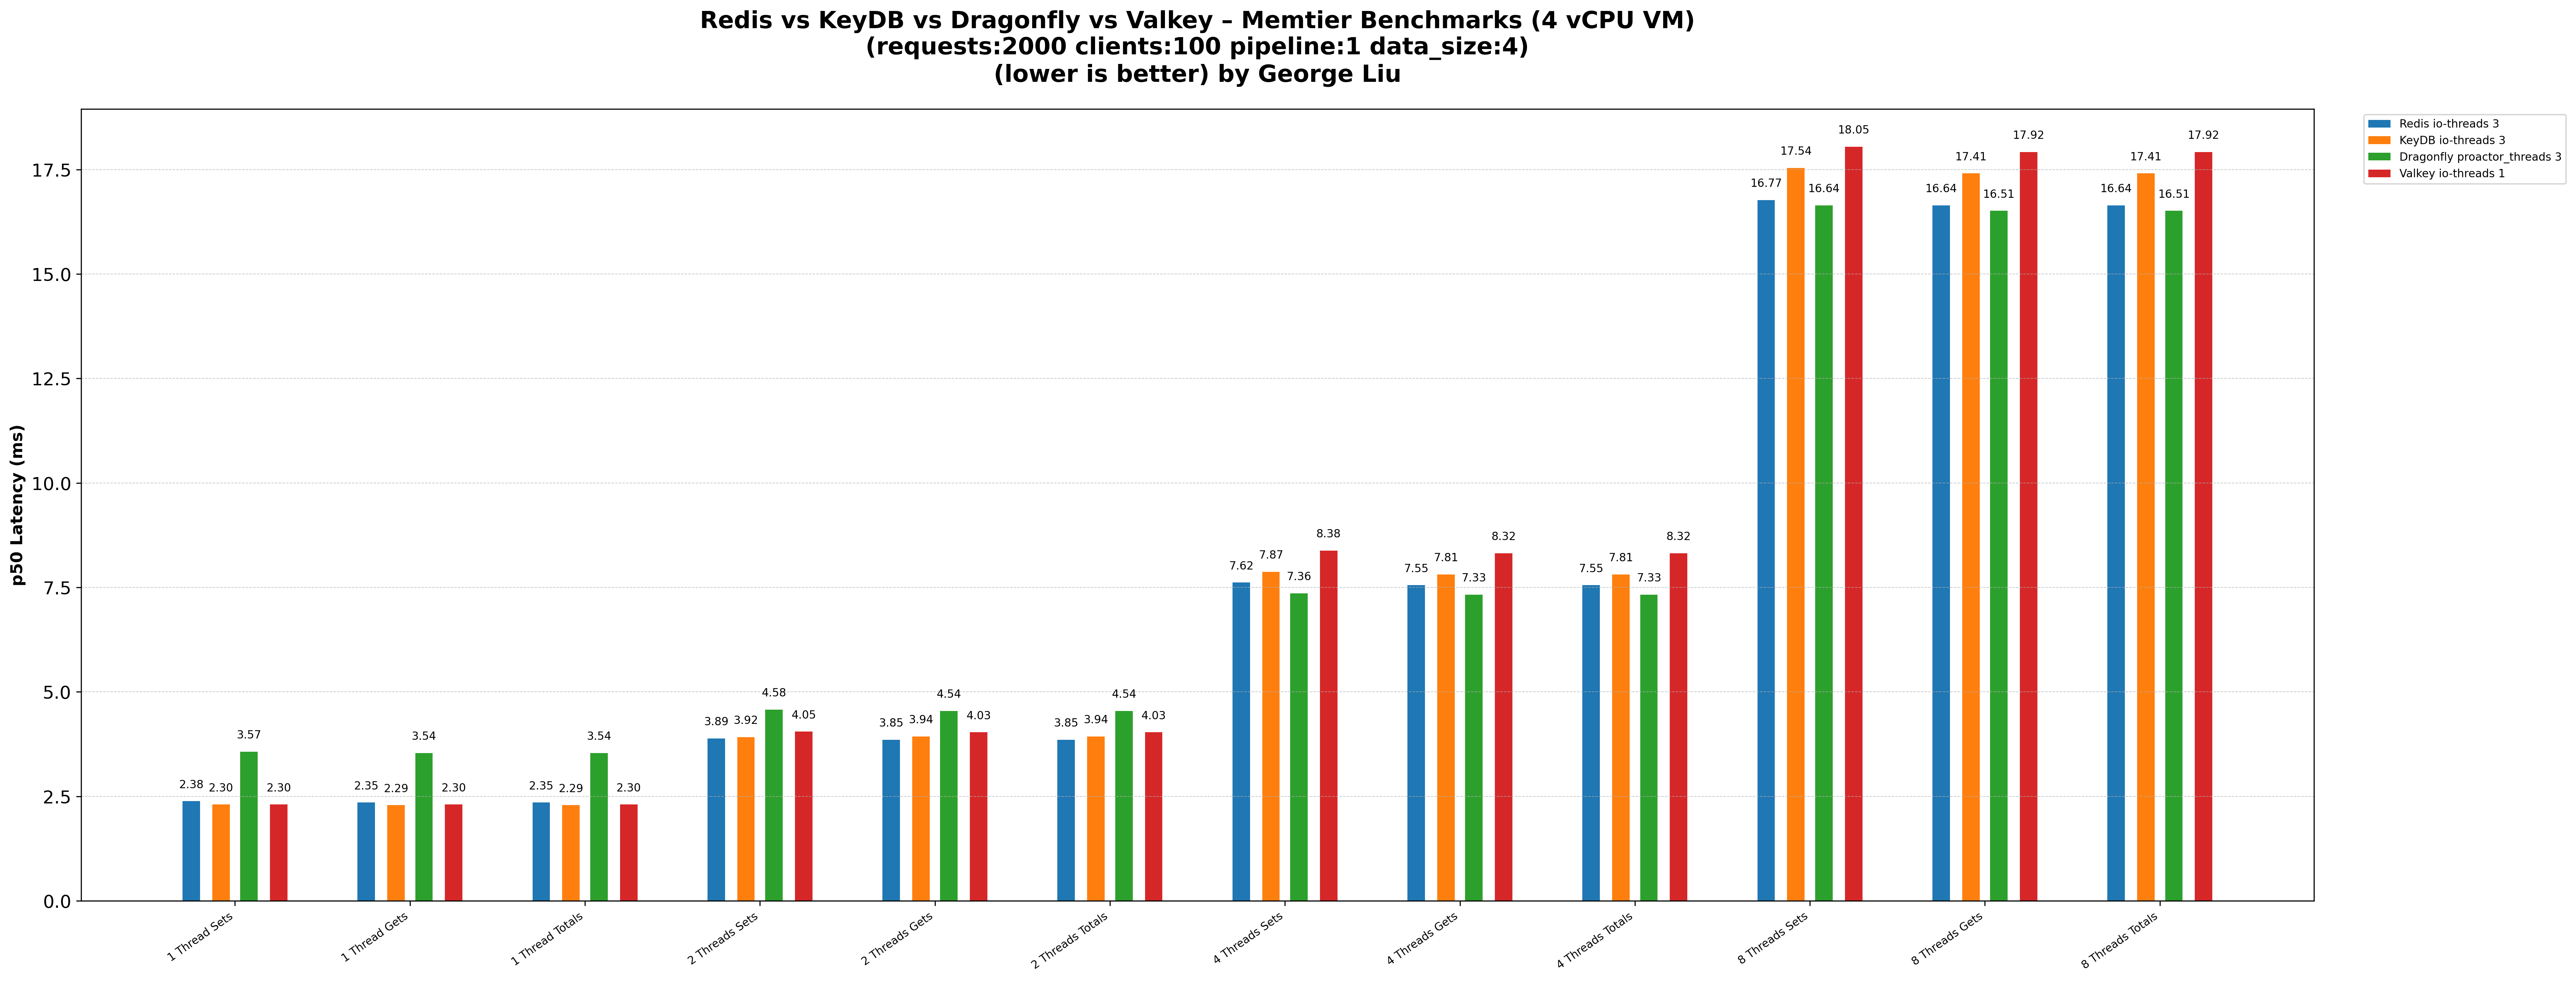 Redis vs KeyDB vs Dragonfly vs Valkey – Memtier Benchmarks (4 vCPU VM)
(requests:2000 clients:100 pipeline:1 data_size:4)
(lower is better) by George Liu
Redis io-threads 3
KeyDB io-threads 3
Dragonfly proactor_threads 3
Valkey io-threads 1
p50 Latency (ms)
17.5
15.0
12.5
10.0
7.5
5.0
2.5
0.0
2.38 2.30 3.57 2.30
2.35 2.29 3.54 2.30
2.35 2.29 3.54 2.30
3.89 3.92 4.58 4.05
3.85 3.94 4.54 4.03
3.85 3.94 4.54 4.03
7.62 7.87 7.36 8.38
7.55 7.81 7.33 8.32
7.55 7.81 7.33 8.32
16.77 17.54 16.64 18.05
16.64 17.41 16.51 17.92
16.64 17.41 16.51 17.92
1 Thread Sets
1 Thread Gets
1 Thread Totals
2 Threads Sets
2 Threads Gets
2 Threads Totals
4 Threads Sets
4 Threads Gets
4 Threads Totals
8 Threads Sets
8 Threads Gets
8 Threads Totals